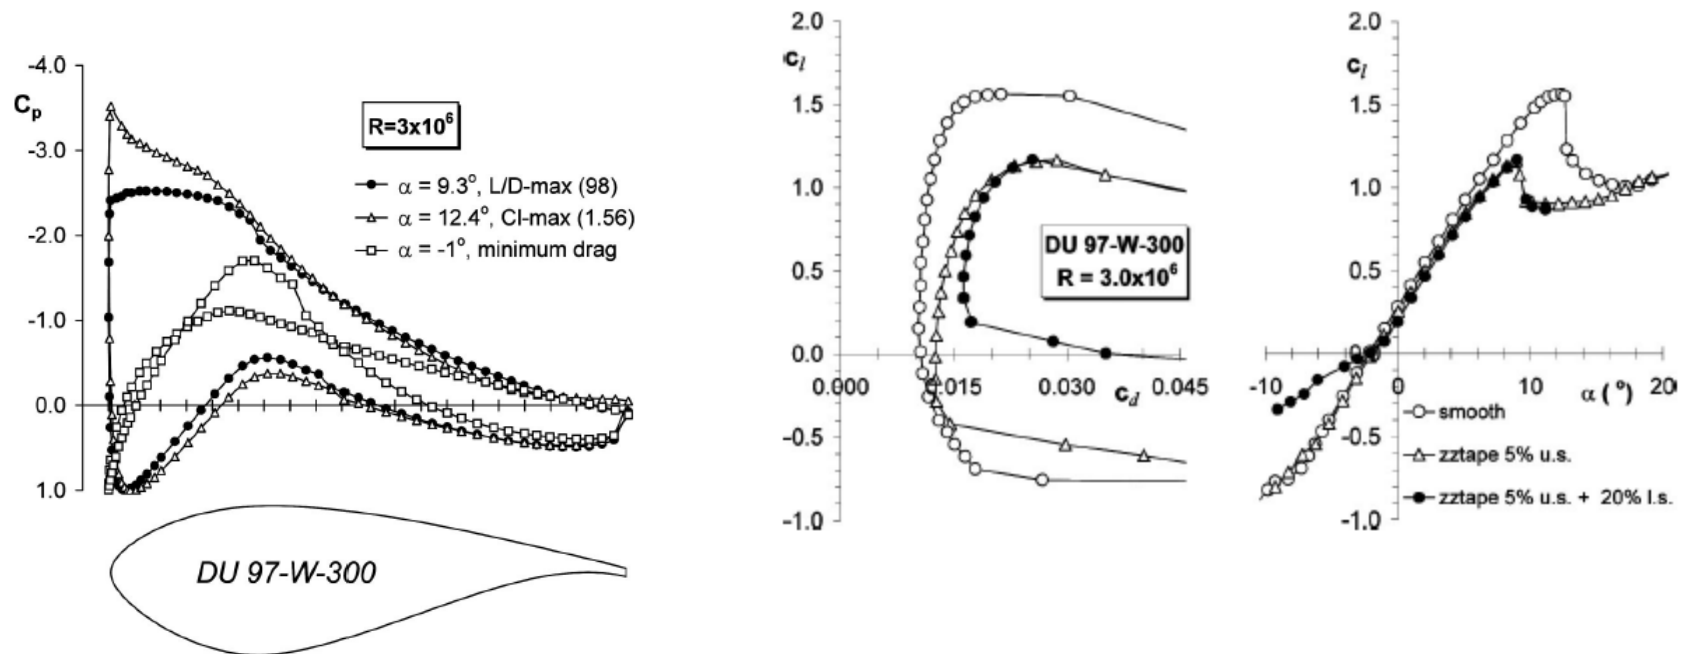 -4.0
Cp
-3.0
-2.0
-1.0
0.0
1.0
R=3x10⁶
α = 9.3°, L/D-max (98)
α = 12.4°, Cl-max (1.56)
α = -1°, minimum drag
DU 97-W-300
2.0
cl
1.5
1.0
0.5
0.0
-0.5
-1.0
0.000
0.015
0.030
0.045
cd
DU 97-W-300
R = 3.0x10⁶
2.0
cl
1.5
1.0
0.5
0.0
-0.5
-1.0
-10
0
10
20
α (°)
smooth
zztape 5% u.s.
zztape 5% u.s. + 20% l.s.